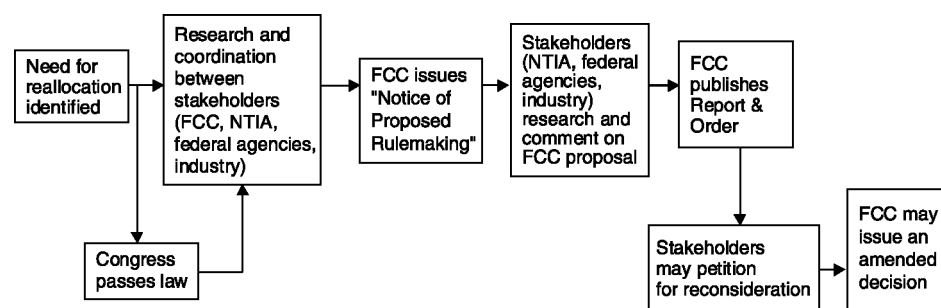 Need for
reallocation
identified
Research and
coordination
between
stakeholders
(FCC, NTIA,
federal agencies,
industry)
Congress
passes law
FCC issues
"Notice of
Proposed
Rulemaking"
Stakeholders
(NTIA, federal
agencies,
industry)
research and
comment on
FCC proposal
FCC
publishes
Report &
Order
Stakeholders
may petition
for reconsideration
FCC may
issue an
amended
decision